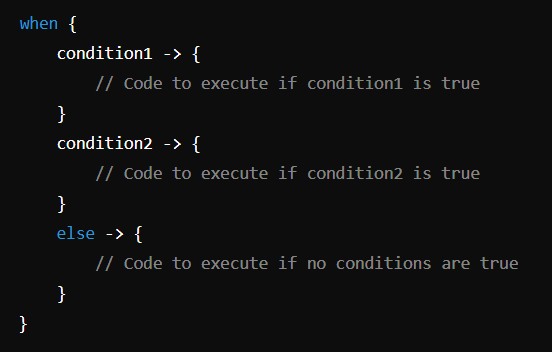 when {
    condition1 -> {
        // Code to execute if condition1 is true
    }
    condition2 -> {
        // Code to execute if condition2 is true
    }
    else -> {
        // Code to execute if no conditions are true
    }
}